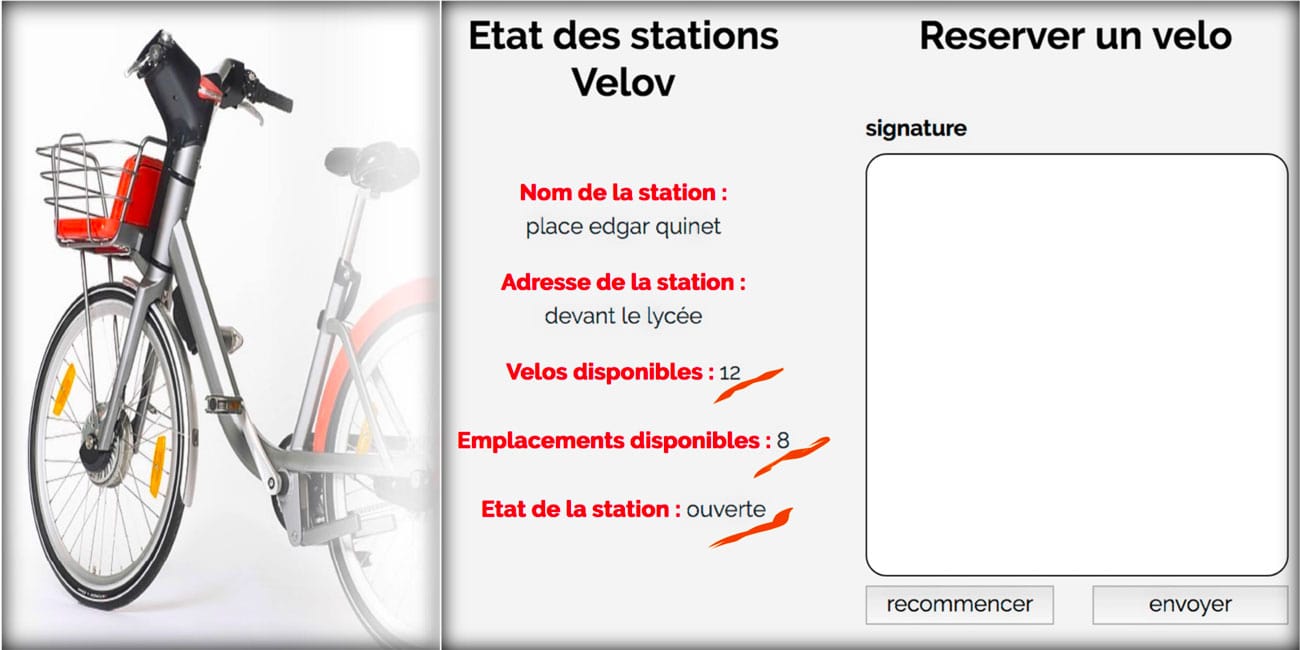 Etat des stations
Velov
Nom de la station :
place edgar quinet
Adresse de la station :
devant le lycée
Velos disponibles : 12
Emplacements disponibles : 8
Etat de la station : ouverte
Reserver un velo
signature
recommencer
envoyer